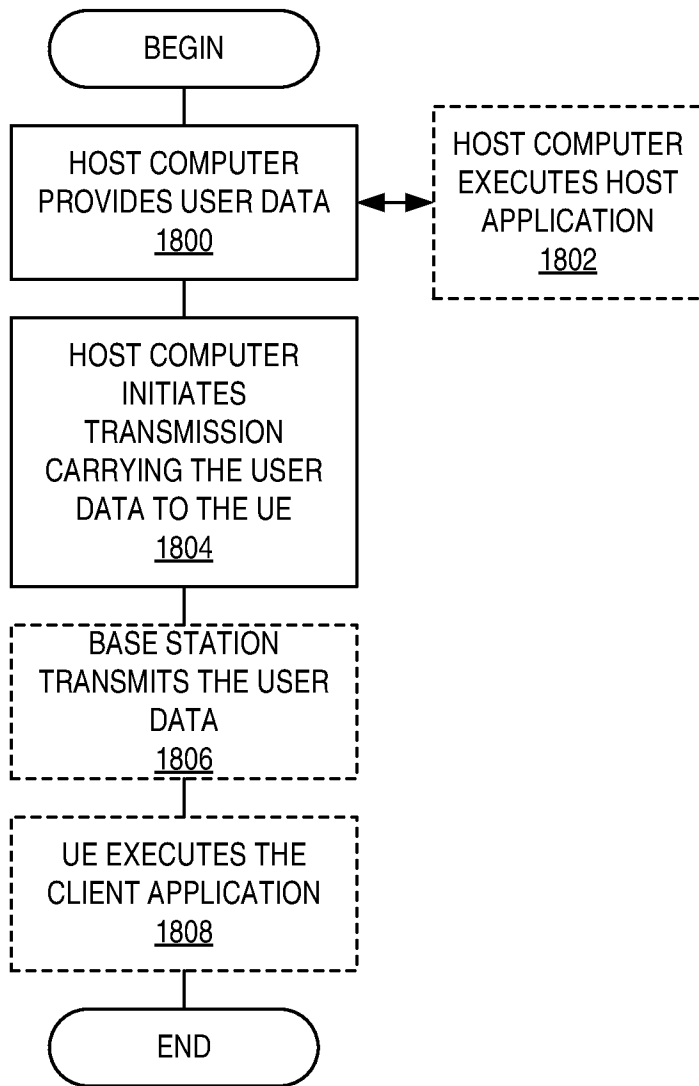 BEGIN
HOST COMPUTER
PROVIDES USER DATA
1800
HOST COMPUTER
EXECUTES HOST
APPLICATION
1802
HOST COMPUTER
INITIATES
TRANSMISSION
CARRYING THE USER
DATA TO THE UE
1804
BASE STATION
TRANSMITS THE USER
DATA
1806
UE EXECUTES THE
CLIENT APPLICATION
1808
END